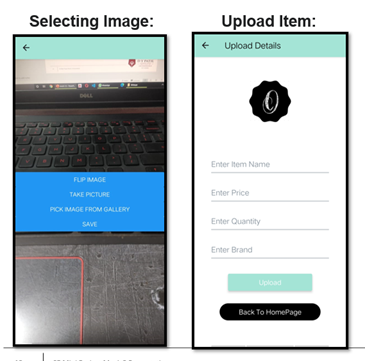 Selecting Image:
Upload Item:
DELL
FLIP IMAGE
TAKE PICTURE
PICK IMAGE FROM GALLERY
SAVE
Upload Details
Enter Item Name
Enter Price
Enter Quantity
Enter Brand
Upload
Back To HomePage